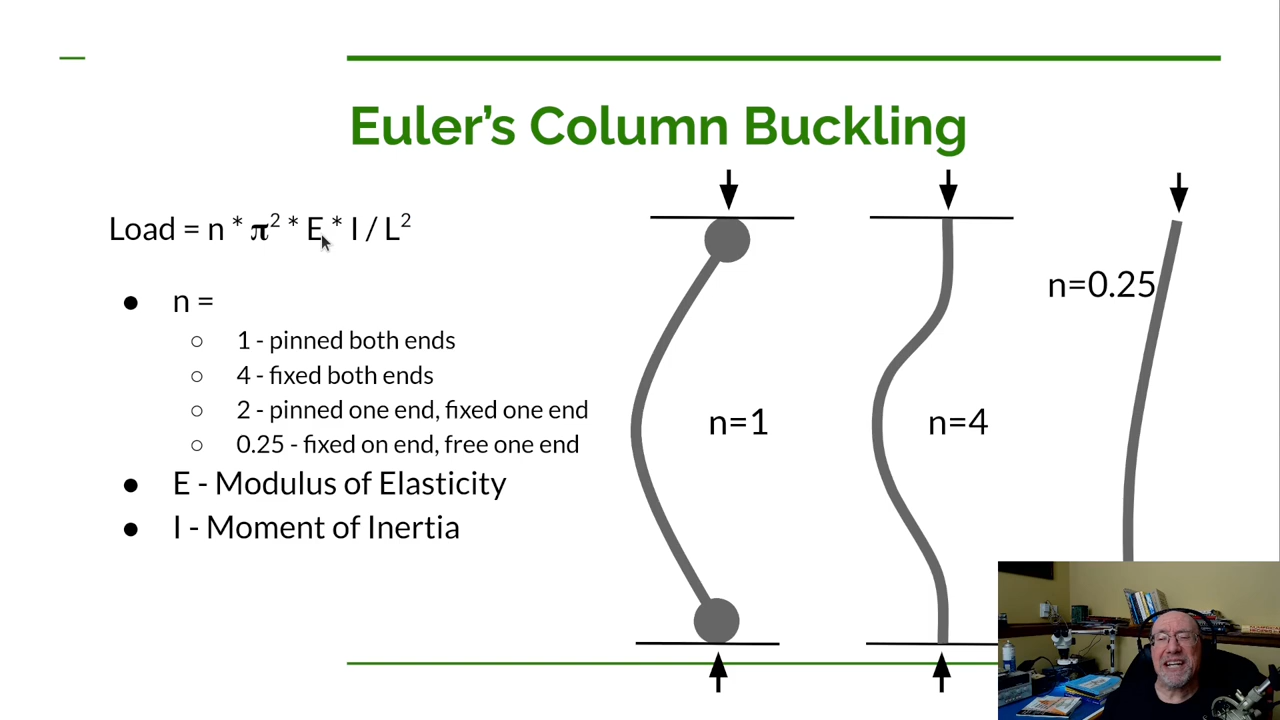 Euler's Column Buckling
Load = n * π² * E * I / L²
● n =
○ 1 - pinned both ends
○ 4 - fixed both ends
○ 2 - pinned one end, fixed one end
○ 0.25 - fixed on end, free one end
● E - Modulus of Elasticity
● I - Moment of Inertia
n=1
n=4
n=0.25